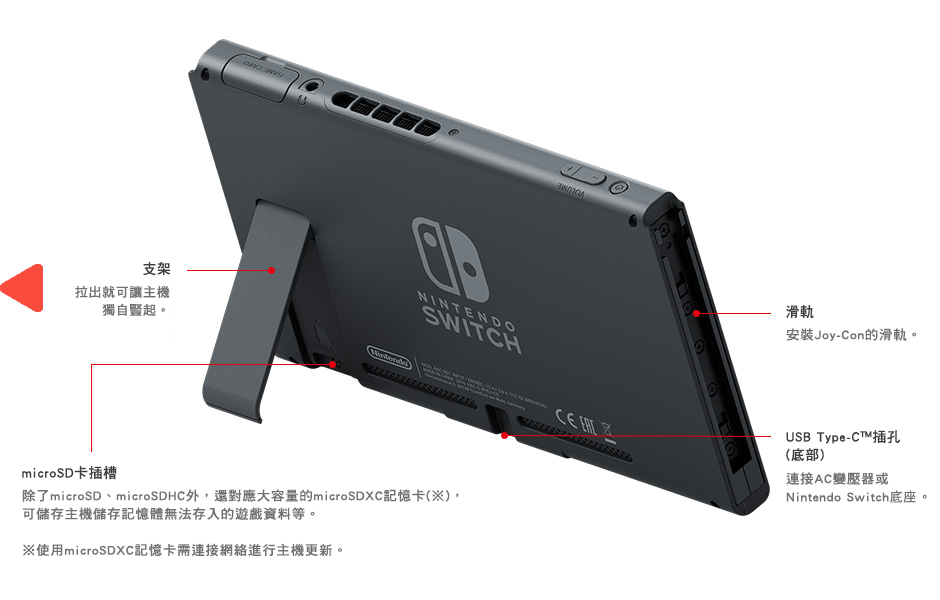 GAME CARD
VOLUME
NINTENDO
SWITCH
Nintendo
CE EAC
支架
拉出就可讓主機
獨自豎起。
滑軌
安裝Joy-Con的滑軌。
microSD卡插槽
除了microSD、microSDHC外，還對應大容量的microSDXC記憶卡(※)，
可儲存主機儲存記憶體無法存入的遊戲資料等。
※使用microSDXC記憶卡需連接網絡進行主機更新。
USB Type-C™插孔
(底部)
連接AC變壓器或
Nintendo Switch底座。